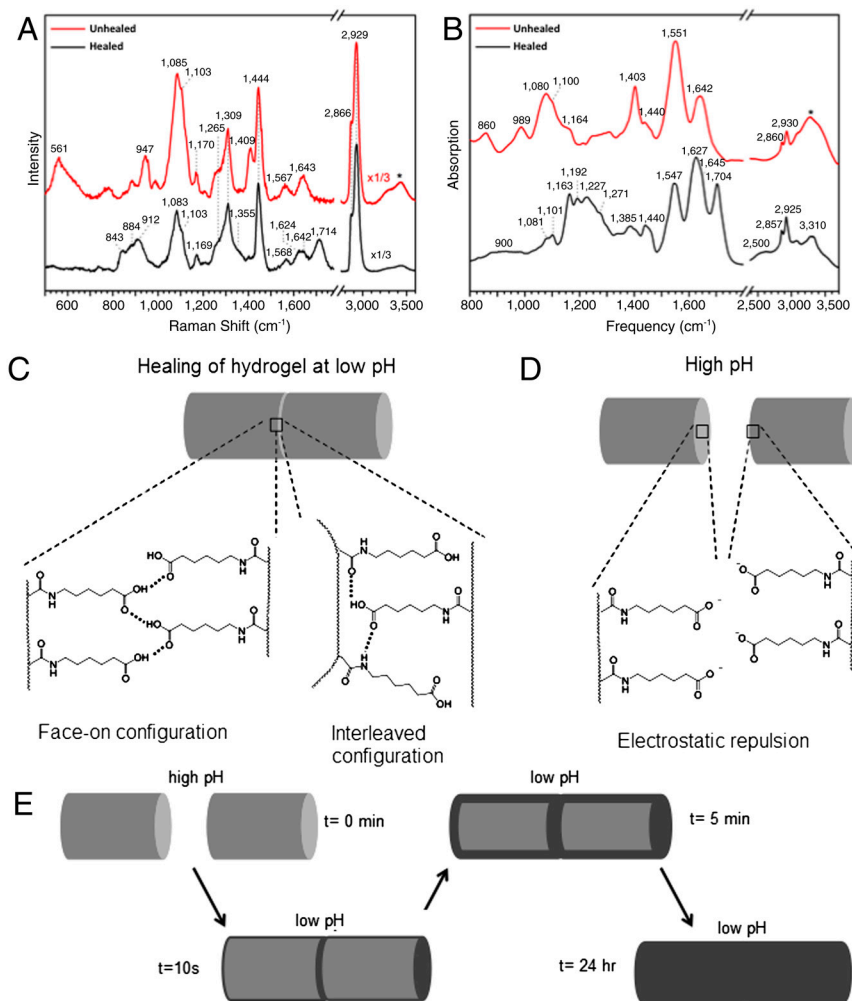 A
Unhealed
Healed
2,929
1,085
1,103
1,444
2,866
1,309
1,265
947
1,170
1,409
561
1,567
1,643
x1/3
*
1,083
1,103
1,355
912
884
843
1,169
1,624
1,568
1,642
1,714
x1/3
Intensity
600 800 1,000 1,200 1,400 1,600 3,000 3,500
Raman Shift (cm⁻¹)
B
Unhealed
Healed
1,551
1,080
1,100
1,403
1,642
860
989
1,164
1,440
2,930
2,860
*
1,627
1,645
1,192
1,163
1,227
1,547
1,704
1,271
1,101
1,081
1,385
1,440
2,925
2,857
3,310
900
2,500
Absorption
800 1,000 1,200 1,400 1,600 2,500 3,000 3,500
Frequency (cm⁻¹)
C
Healing of hydrogel at low pH
HO
O
N
H
O
O
N
H
OH
O
HO
O
N
H
O
O
N
H
OH
O
Face-on configuration
O
H
N
O
OH
HO
O
N
H
O
H
N
O
O
OH
Interleaved
configuration
D
High pH
O
N
H
O
O
-
-
O
O
N
H
O
O
N
H
O
O
-
-
O
O
N
H
O
Electrostatic repulsion
E
high pH
t= 0 min
low pH
t=10s
low pH
t= 5 min
low pH
t= 24 hr